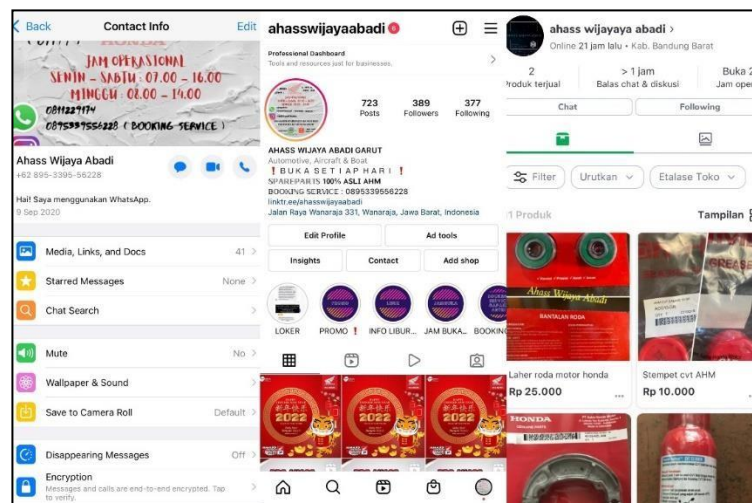 Back
Contact Info
Edit
HONDA
JAM OPERASIONAL
SENIN - SABTU : 07.00 - 16.00
MINGGU : 08.00 - 14.00
0811229174
0895339556228 ( BOOKING SERVICE )
Ahass Wijaya Abadi
+62 895-3395-56228
Hai! Saya menggunakan WhatsApp.
9 Sep 2020
Media, Links, and Docs
41
Starred Messages
None
Chat Search
Mute
No
Wallpaper & Sound
Save to Camera Roll
Default
Disappearing Messages
Off
Encryption
Messages and calls are end-to-end encrypted. Tap
to verify.
ahasswijayaabadi
Professional Dashboard
Tools and resources just for businesses.
723
Posts
389
Followers
377
Following
AHASS WIJAYA ABADI GARUT
Automotive, Aircraft & Boat
❗BUKA SETIAP HARI❗
SPAREPARTS 100% ASLI AHM
BOOKING SERVICE : 0895339556228
linktr.ee/ahasswijayaabadi
Jalan Raya Wanaraja 331, Wanaraja, Jawa Barat, Indonesia
Edit Profile
Ad tools
Insights
Contact
Add shop
LOKER
PROMO❗
INFO LIBUR...
JAM BUKA...
BOOKING
2022
2022
2022
ahass wijayaya abadi
Online 21 jam lalu • Kab. Bandung Barat
2
Produk terjual
> 1 jam
Balas chat & diskusi
Buka 2
Jam oper
Chat
Following
Filter
Urutkan
Etalase Toko
1 Produk
Tampilan
Ahass Wijaya Abadi
BANTALAN RODA
GREASE
Laher roda motor honda
Rp 25.000
Stempet cvt AHM
Rp 10.000
HONDA